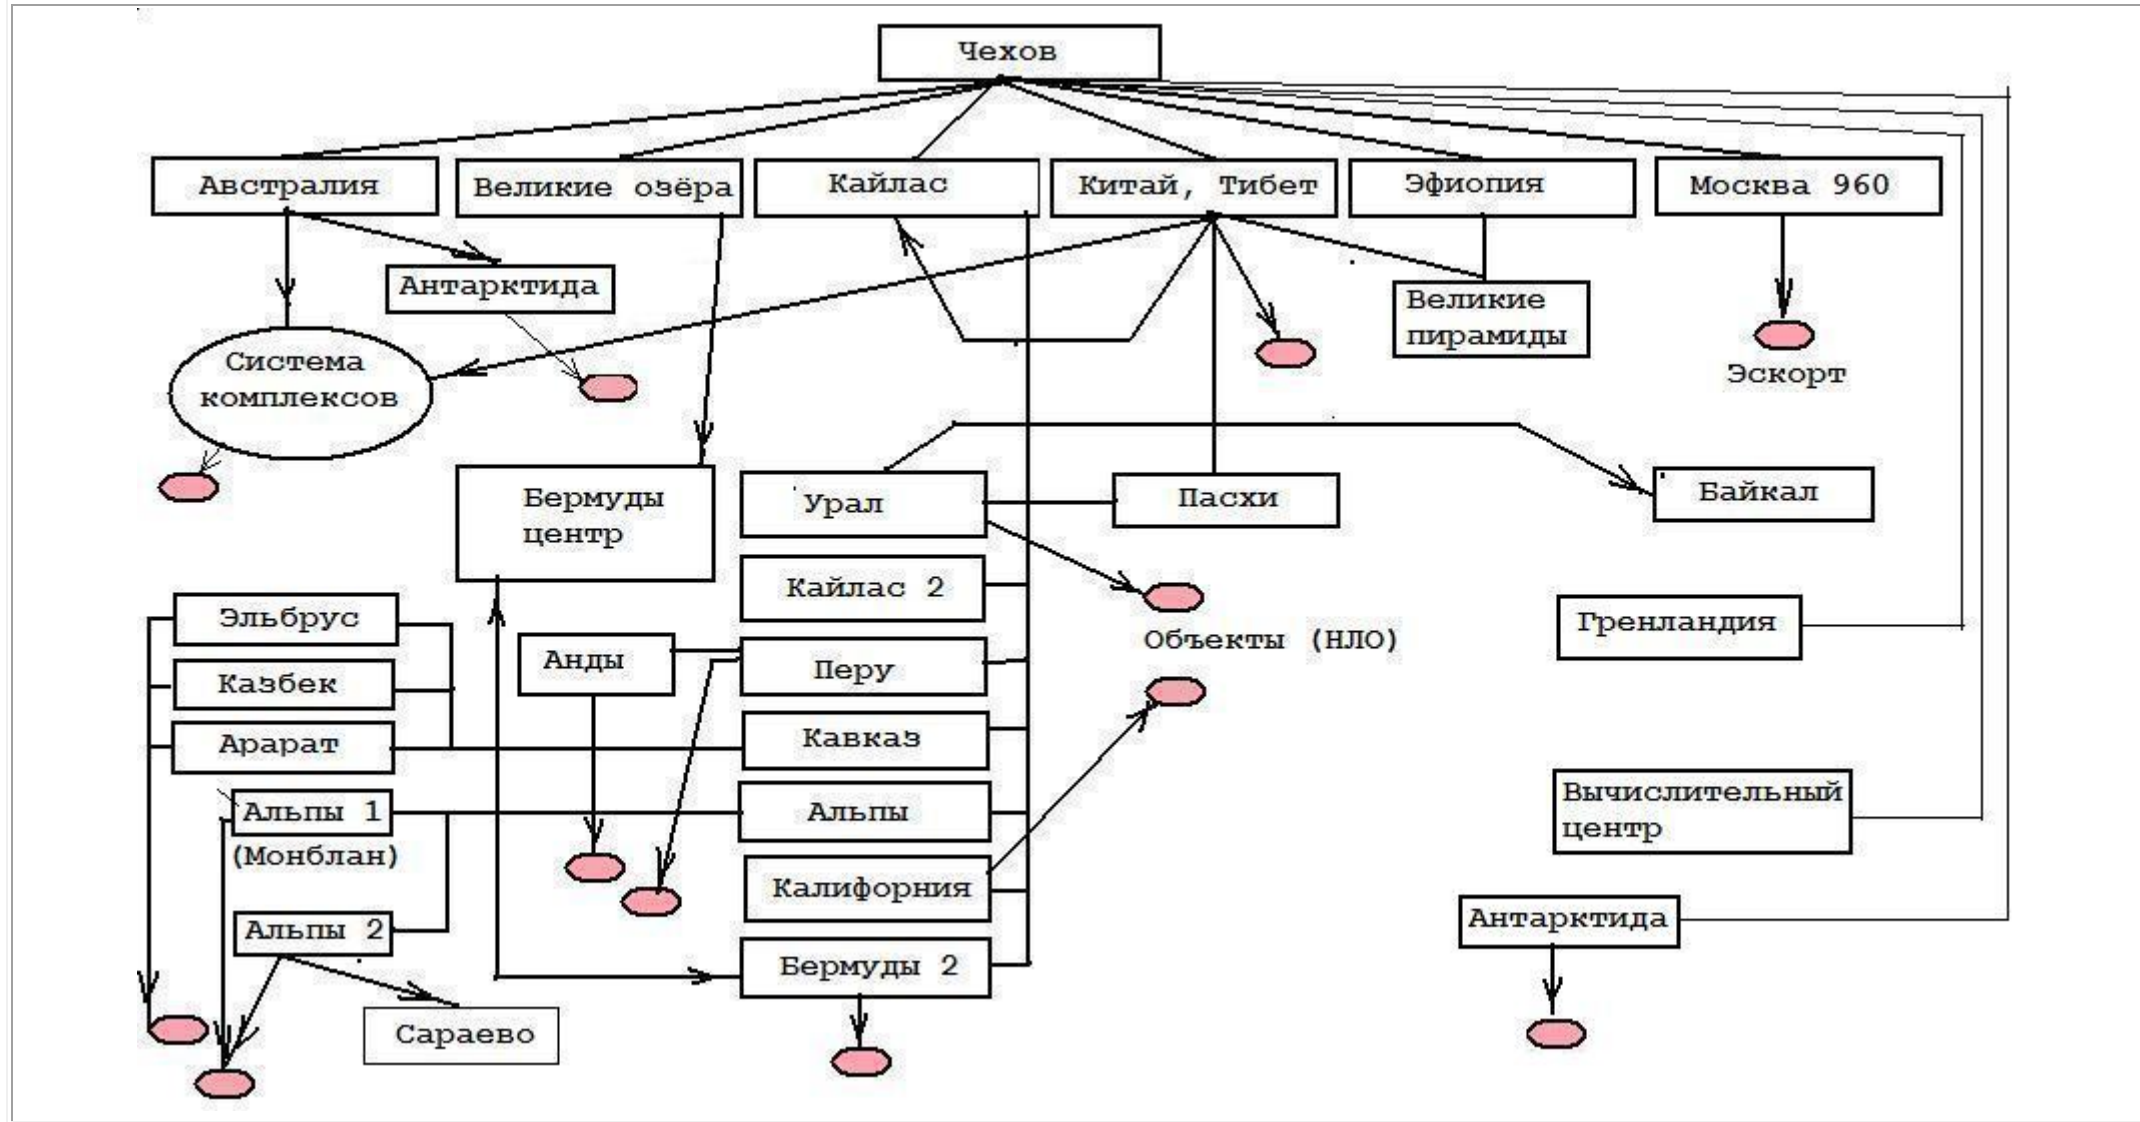 Чехов
Австралия
Великие озёра
Кайлас
Китай, Тибет
Эфиопия
Москва 960
Антарктида
Великие
пирамиды
Эскорт
Система
комплексов
Бермуды
центр
Урал
Пасхи
Байкал
Кайлас 2
Объекты (НЛО)
Гренландия
Эльбрус
Казбек
Арарат
Анды
Перу
Кавказ
Альпы 1
(Монблан)
Альпы
Вычислительный
центр
Калифорния
Альпы 2
Антарктида
Бермуды 2
Сараево